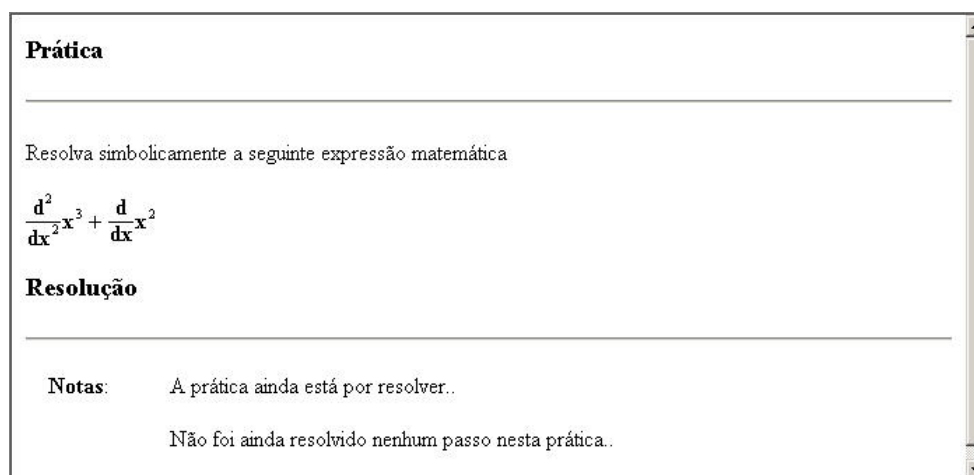 Prática
Resolva simbolicamente a seguinte expressão matemática
d²/dx² x³ + d/dx x²
Resolução
Notas: A prática ainda está por resolver..
Não foi ainda resolvido nenhum passo nesta prática..